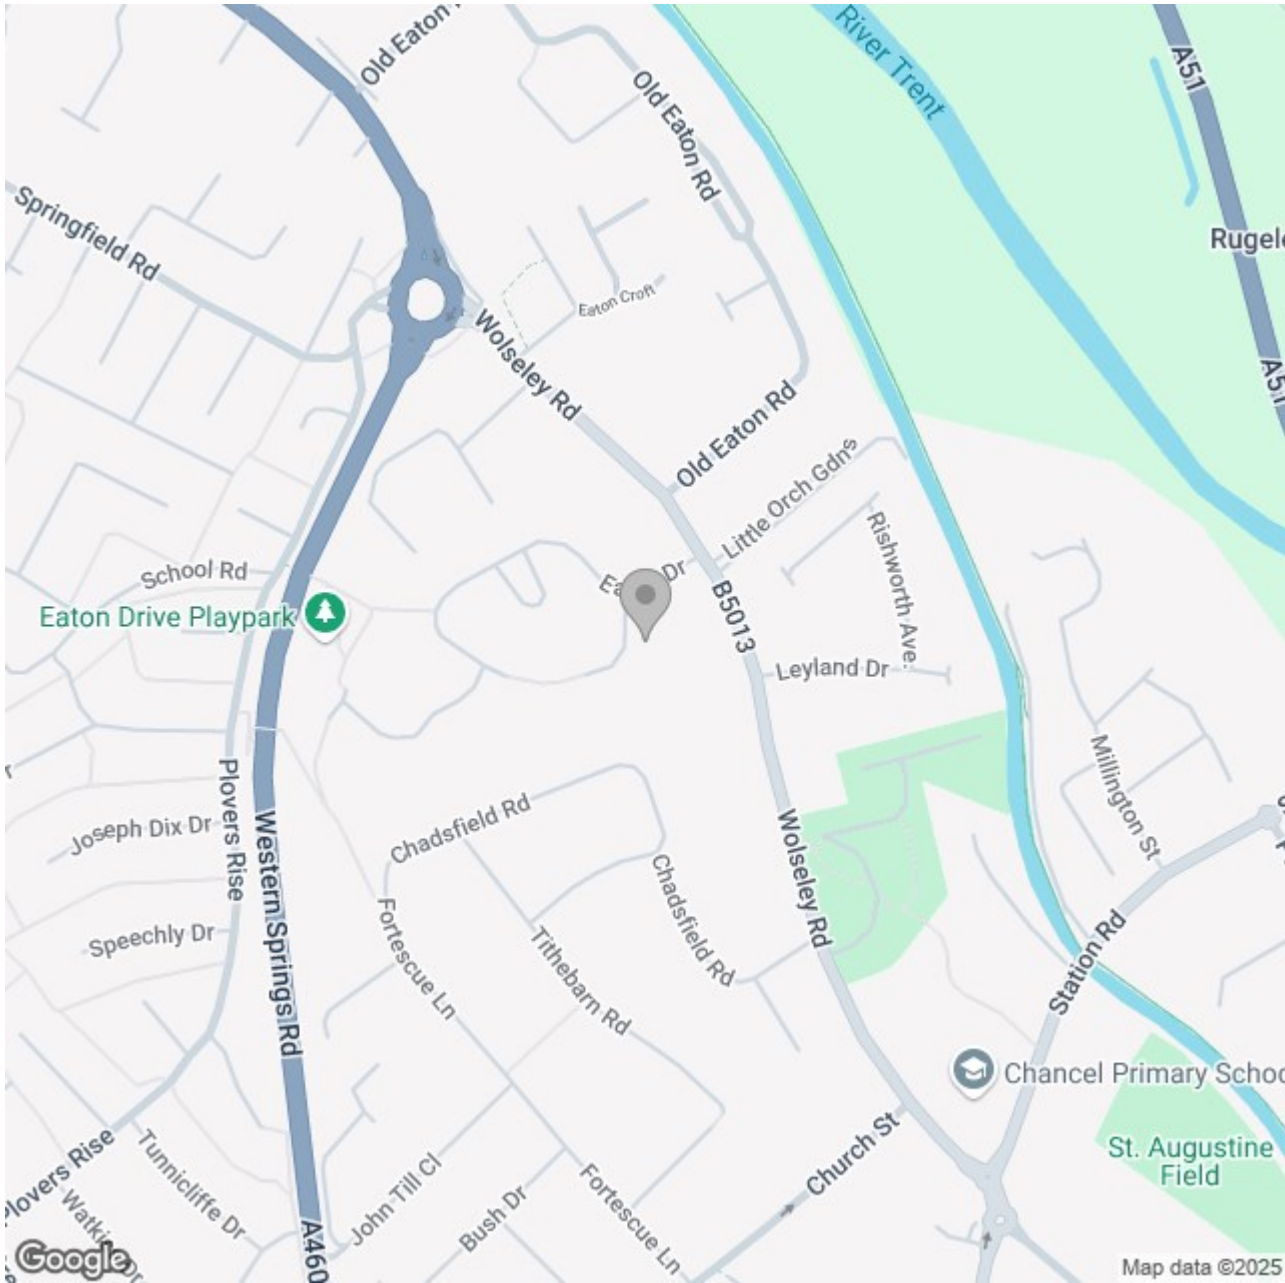 Old Eaton
River Trent
A51
Old Eaton Rd
Springfield Rd
Rugele
Eaton Croft
Wolseley Rd
A51
Old Eaton Rd
Little Orch Gdns
Rishworth Ave.
School Rd
Dr
Eaton Drive Playpark
B5013
Leyland Dr
Millington St
Plovers Rise
Joseph Dix Dr
Chadsfield Rd
Western Springs Rd
Wolseley Rd
Chadsfield Rd
Fortescue Ln
Speechly Dr
Tithebarn Rd
Station Rd
Chancel Primary Schoo
Church St
Plovers Rise
Tunnicliffe Dr
John Till Cl
Bush Dr
Fortescue Ln
St. Augustine
Field
A460
Google
Map data ©2025